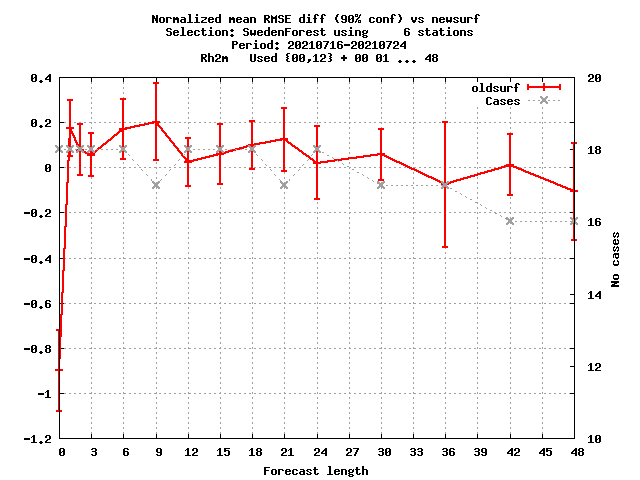 Normalized mean RMSE diff (90% conf) vs newsurf
Selection: SwedenForest using     6 stations
Period: 20210716-20210724
Rh2m   Used {00,12} + 00 01 ... 48
oldsurf
Cases
0.4
0.2
0
-0.2
-0.4
-0.6
-0.8
-1
-1.2
20
18
16
14
12
10
No cases
0 3 6 9 12 15 18 21 24 27 30 33 36 39 42 45 48
Forecast length